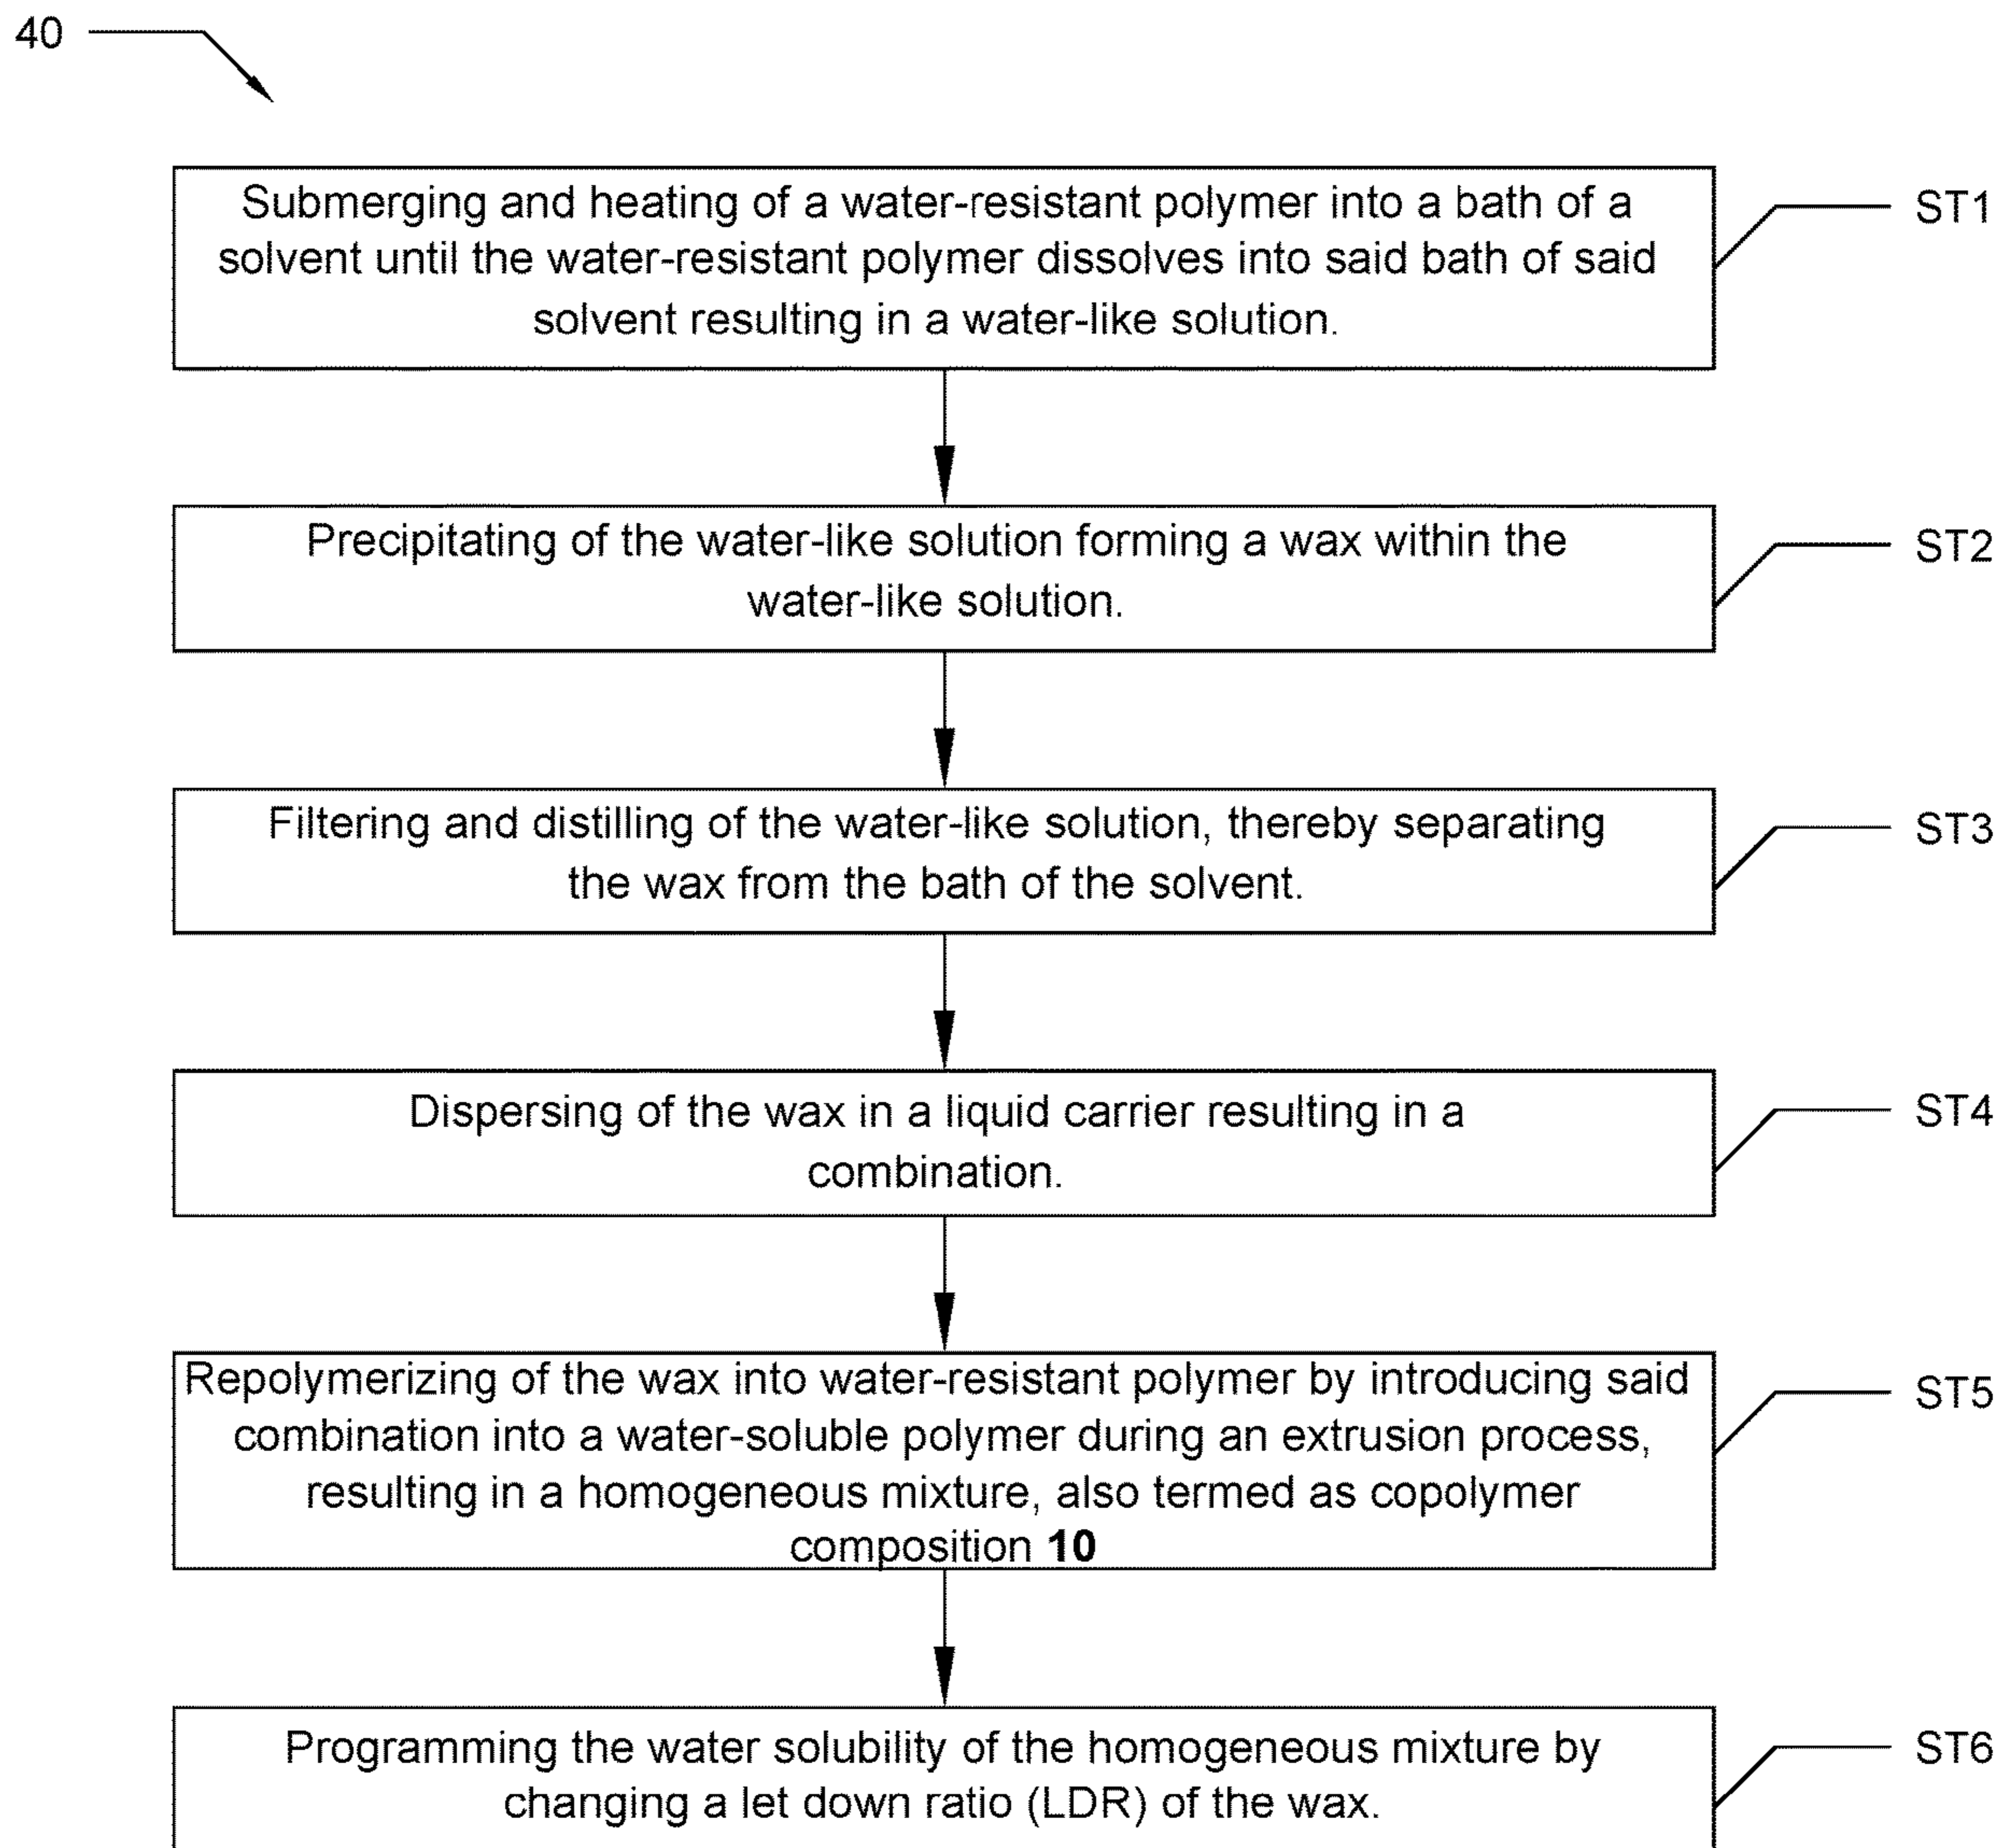 40
Submerging and heating of a water-resistant polymer into a bath of a
solvent until the water-resistant polymer dissolves into said bath of said
solvent resulting in a water-like solution.
ST1
Precipitating of the water-like solution forming a wax within the
water-like solution.
ST2
Filtering and distilling of the water-like solution, thereby separating
the wax from the bath of the solvent.
ST3
Dispersing of the wax in a liquid carrier resulting in a
combination.
ST4
Repolymerizing of the wax into water-resistant polymer by introducing said
combination into a water-soluble polymer during an extrusion process,
resulting in a homogeneous mixture, also termed as copolymer
composition 10
ST5
Programming the water solubility of the homogeneous mixture by
changing a let down ratio (LDR) of the wax.
ST6